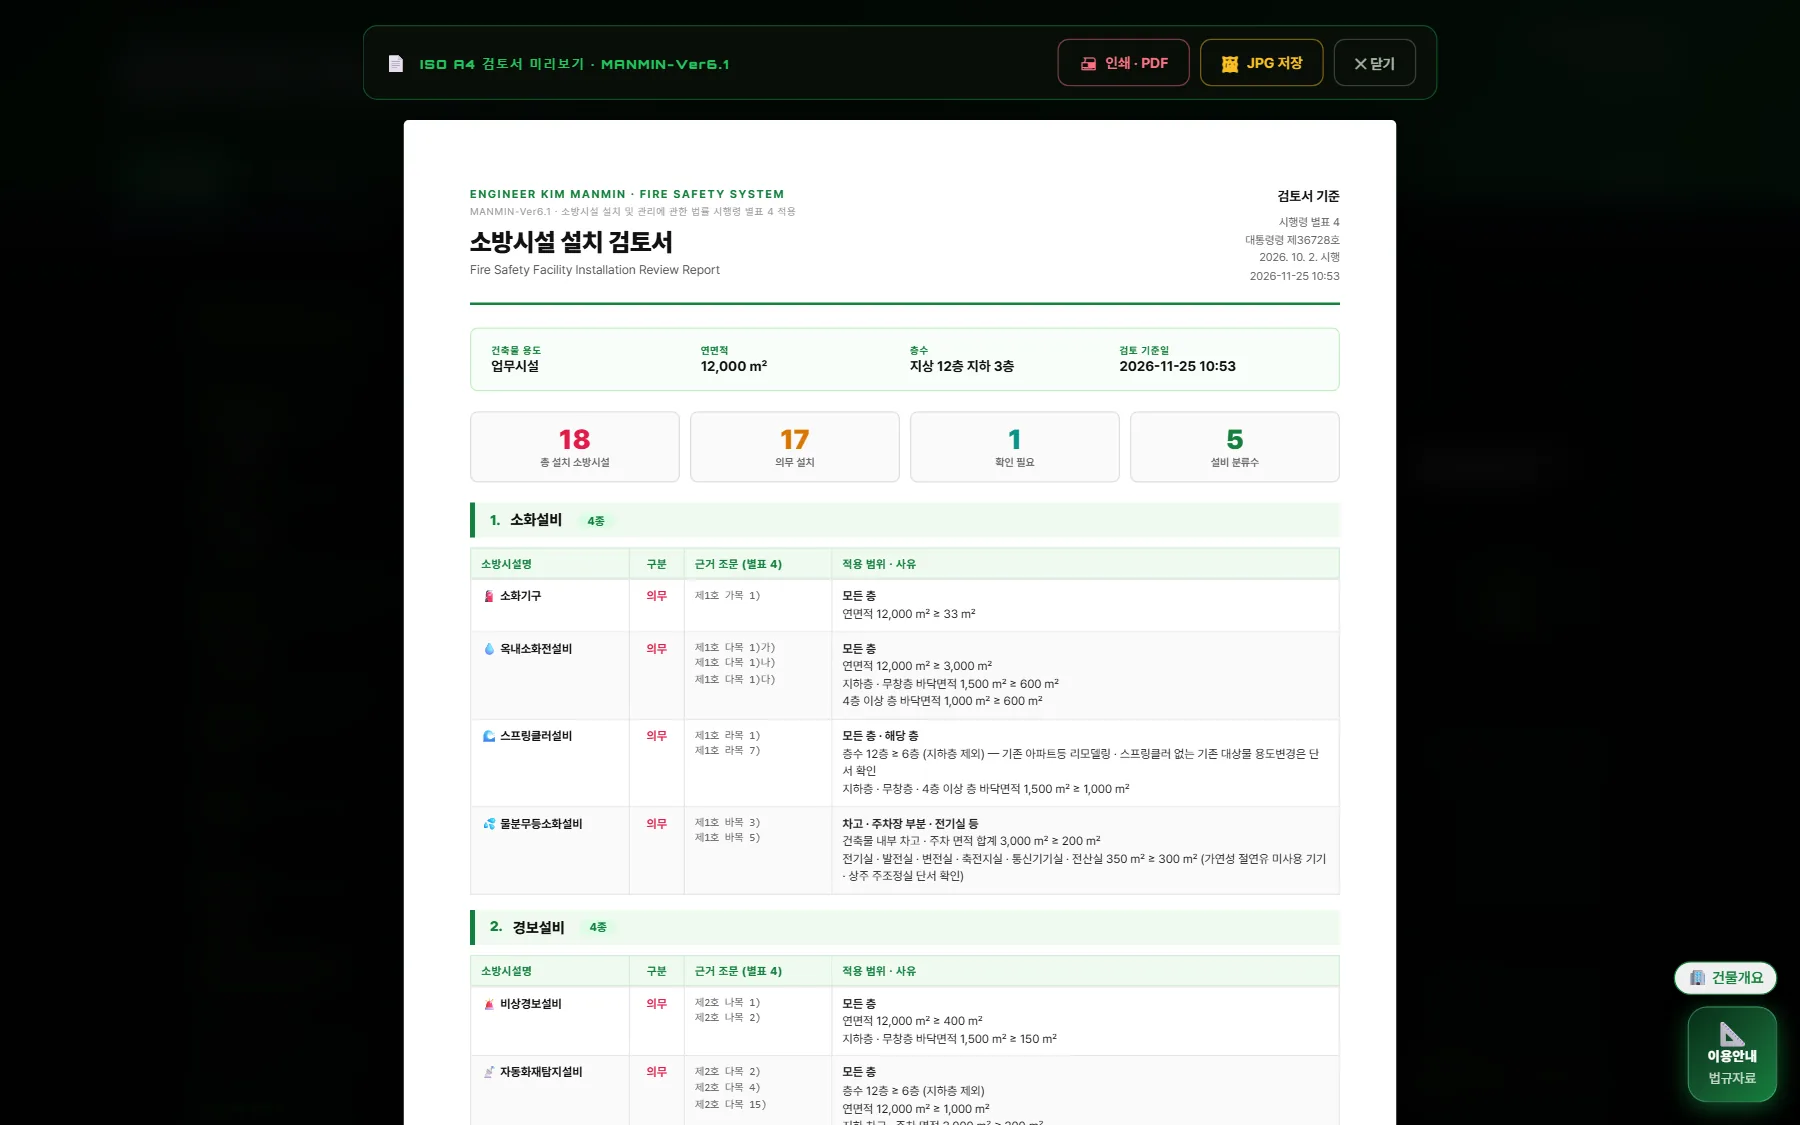 ISO A4 검토서 미리보기 · MANMIN-Ver6.1
인쇄 · PDF
JPG 저장
✕ 닫기
ENGINEER KIM MANMIN · FIRE SAFETY SYSTEM
MANMIN-Ver6.1 · 소방시설 설치 및 관리에 관한 법률 시행령 별표 4 적용
소방시설 설치 검토서
Fire Safety Facility Installation Review Report
검토서 기준
시행령 별표 4
대통령령 제36728호
2026. 10. 2. 시행
2026-11-25 10:53
건축물 용도
업무시설
연면적
12,000 m²
층수
지상 12층 지하 3층
검토 기준일
2026-11-25 10:53
18
총 설치 소방시설
17
의무 설치
1
확인 필요
5
설비 분류수
1. 소화설비 4종
소방시설명 구분 근거 조문 (별표 4) 적용 범위 · 사유
소화기구 의무 제1호 가목 1) 모든 층
연면적 12,000 m² ≥ 33 m²
옥내소화전설비 의무 제1호 다목 1)가) 모든 층
제1호 다목 1)나) 연면적 12,000 m² ≥ 3,000 m²
제1호 다목 1)다) 지하층 · 무창층 바닥면적 1,500 m² ≥ 600 m²
4층 이상 층 바닥면적 1,000 m² ≥ 600 m²
스프링클러설비 의무 제1호 라목 1) 모든 층 · 해당 층
제1호 라목 7) 층수 12층 ≥ 6층 (지하층 제외) — 기존 아파트등 리모델링 · 스프링클러 없는 기존 대상물 용도변경은 단
서 확인
지하층 · 무창층 · 4층 이상 층 바닥면적 1,500 m² ≥ 1,000 m²
물분무등소화설비 의무 제1호 바목 3) 차고 · 주차장 부분 · 전기실 등
제1호 바목 5) 건축물 내부 차고 · 주차 면적 합계 3,000 m² ≥ 200 m²
전기실 · 발전실 · 변전실 · 축전지실 · 통신기기실 · 전산실 350 m² ≥ 300 m² (가연성 절연유 미사용 기기
· 상주 주조정실 단서 확인)
2. 경보설비 4종
소방시설명 구분 근거 조문 (별표 4) 적용 범위 · 사유
비상경보설비 의무 제2호 나목 1) 모든 층
제2호 나목 2) 연면적 12,000 m² ≥ 400 m²
지하층 · 무창층 바닥면적 1,500 m² ≥ 150 m²
자동화재탐지설비 의무 제2호 다목 2) 모든 층
제2호 다목 4) 층수 12층 ≥ 6층 (지하층 제외)
제2호 다목 15) 연면적 12,000 m² ≥ 1,000 m²
건물개요
이용안내
법규자료